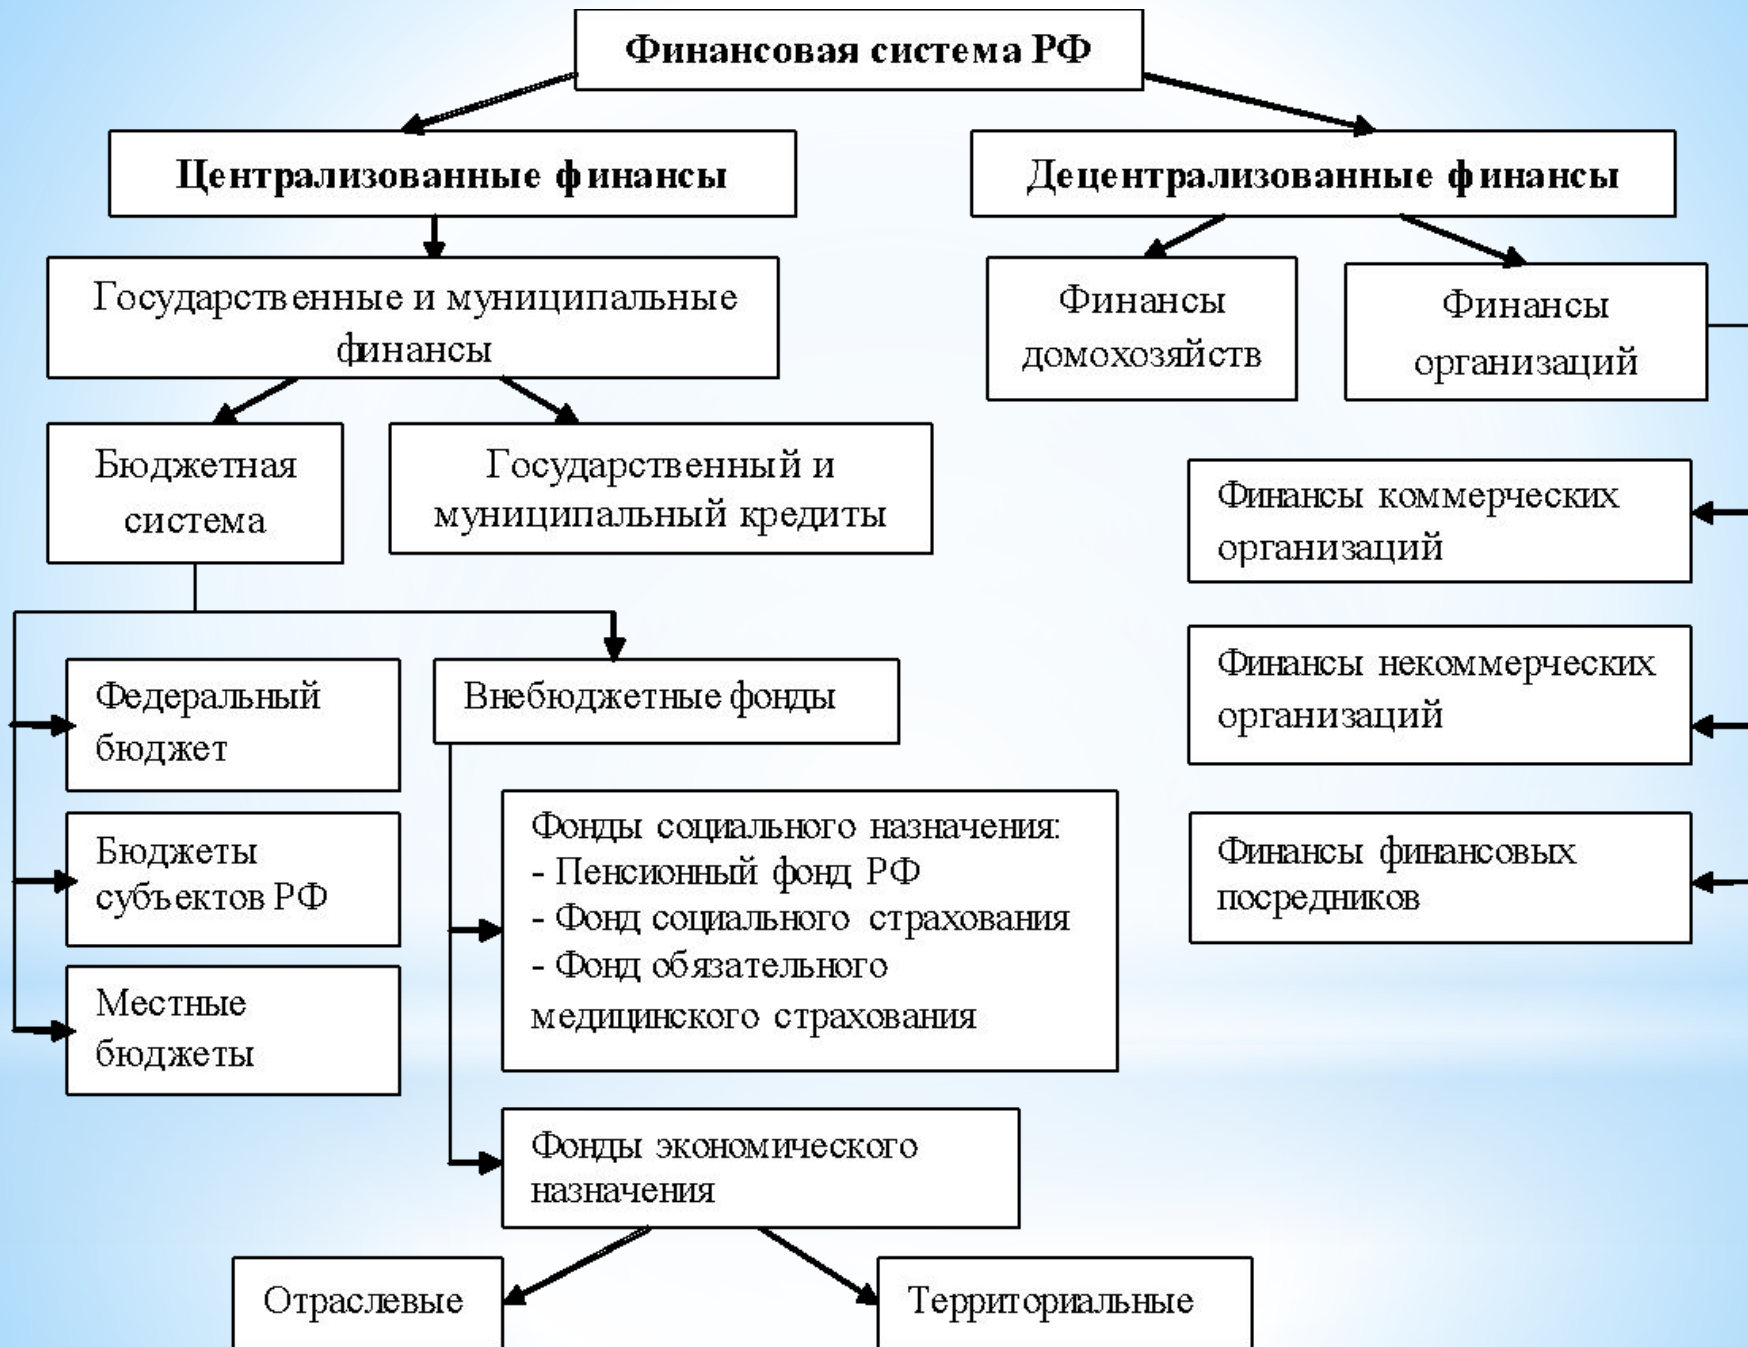 Финансовая система РФ
Централизованные финансы
Децентрализованные финансы
Государственные и муниципальные
финансы
Финансы
домохозяйств
Финансы
организаций
Бюджетная
система
Государственный и
муниципальный кредиты
Финансы коммерческих
организаций
Финансы некоммерческих
организаций
Финансы финансовых
посредников
Федеральный
бюджет
Бюджеты
субъектов РФ
Местные
бюджеты
Внебюджетные фонды
Фонды социального назначения:
- Пенсионный фонд РФ
- Фонд социального страхования
- Фонд обязательного
медицинского страхования
Фонды экономического
назначения
Отраслевые
Территориальные